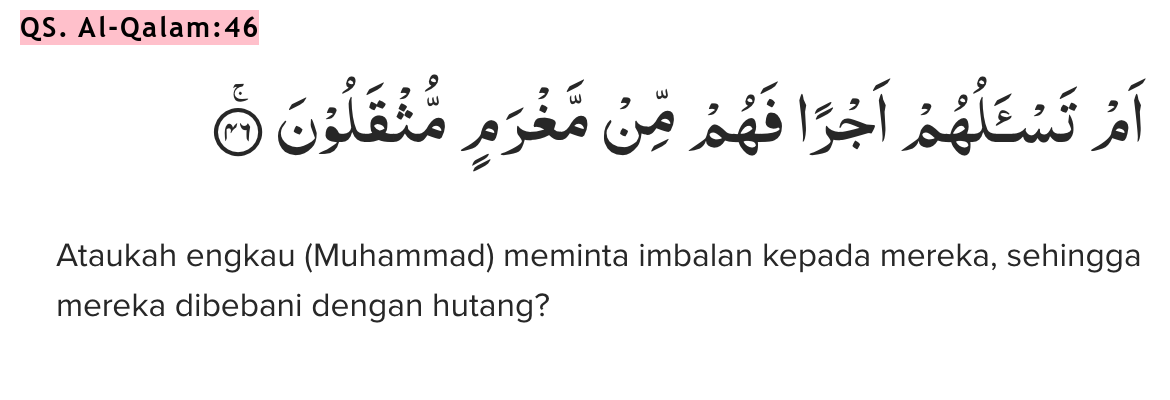 QS. Al-Qalam:46
اَمْ تَسْـَٔلُهُمْ اَجْرًا فَهُمْ مِّنْ مَّغْرَمٍ مُّثْقَلُوْنَ ۚ ٤٦
Ataukah engkau (Muhammad) meminta imbalan kepada mereka, sehingga
mereka dibebani dengan hutang?